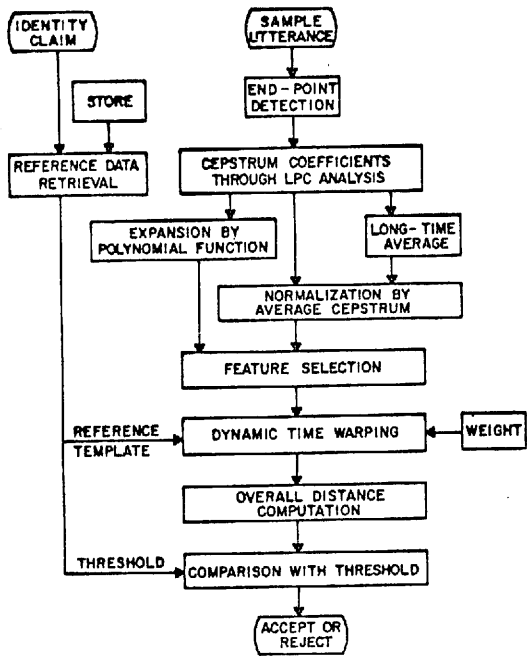 IDENTITY
CLAIM
SAMPLE
UTTERANCE
STORE
END-POINT
DETECTION
REFERENCE DATA
RETRIEVAL
CEPSTRUM COEFFICIENTS
THROUGH LPC ANALYSIS
EXPANSION BY
POLYNOMIAL FUNCTION
LONG-TIME
AVERAGE
NORMALIZATION BY
AVERAGE CEPSTRUM
FEATURE SELECTION
REFERENCE
TEMPLATE
DYNAMIC TIME WARPING
WEIGHT
OVERALL DISTANCE
COMPUTATION
THRESHOLD
COMPARISON WITH THRESHOLD
ACCEPT OR
REJECT